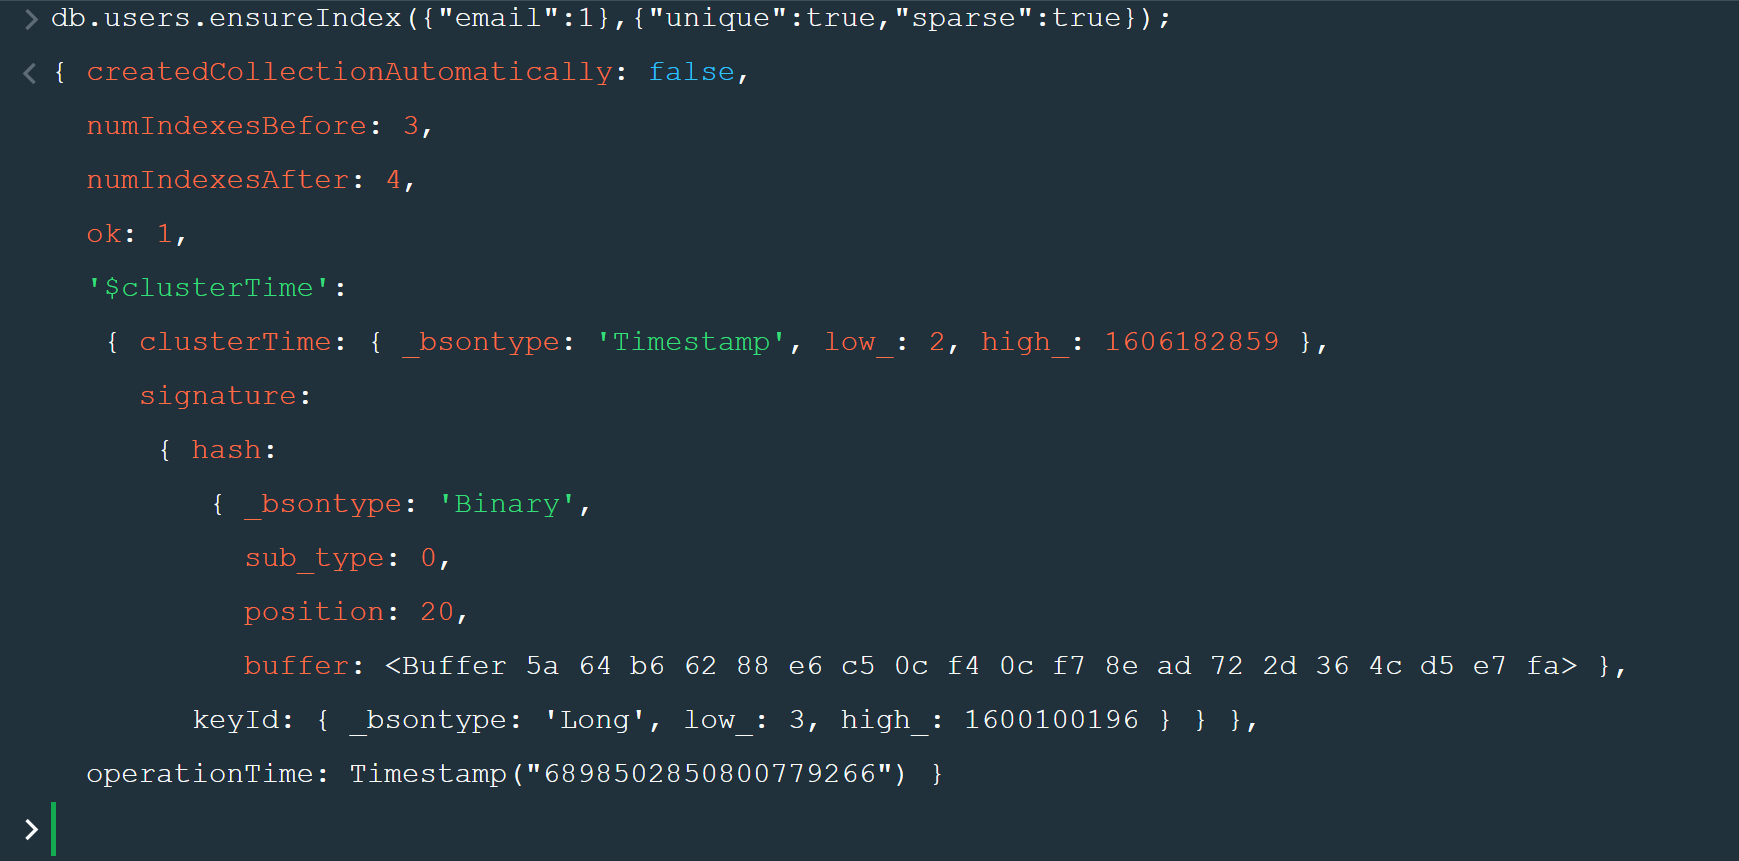 > db.users.ensureIndex({"email":1},{"unique":true,"sparse":true});
< { createdCollectionAutomatically: false,
numIndexesBefore: 3,
numIndexesAfter: 4,
ok: 1,
'$clusterTime':
{ clusterTime: { _bsontype: 'Timestamp', low_: 2, high_: 1606182859 },
signature:
{ hash:
{ _bsontype: 'Binary',
sub_type: 0,
position: 20,
buffer: <Buffer 5a 64 b6 62 88 e6 c5 0c f4 0c f7 8e ad 72 2d 36 4c d5 e7 fa> },
keyId: { _bsontype: 'Long', low_: 3, high_: 1600100196 } } },
operationTime: Timestamp("6898502850800779266") }
>